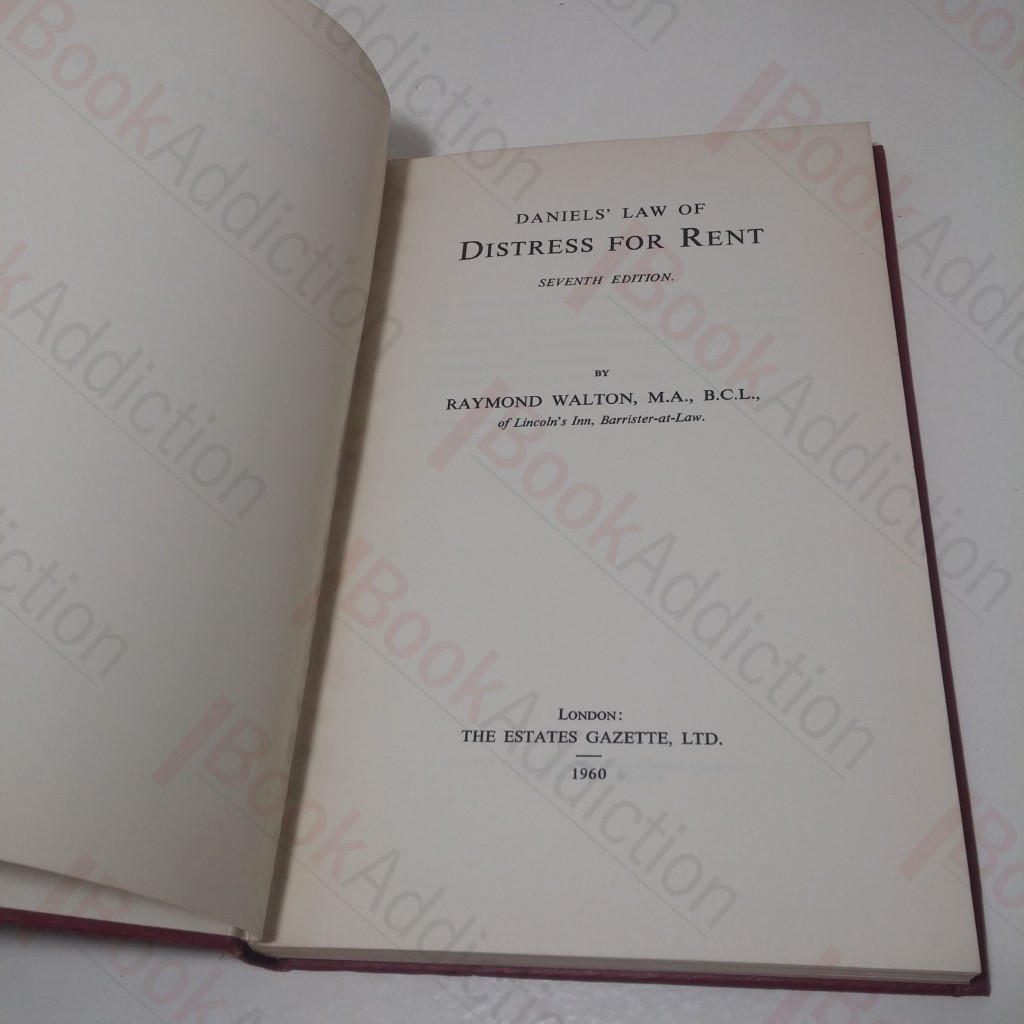 DANIELS' LAW OF
DISTRESS FOR RENT
SEVENTH EDITION.
BY
RAYMOND WALTON, M.A., B.C.L.,
of Lincoln's Inn, Barrister-at-Law.
LONDON:
THE ESTATES GAZETTE, LTD.
1960
BookAddiction